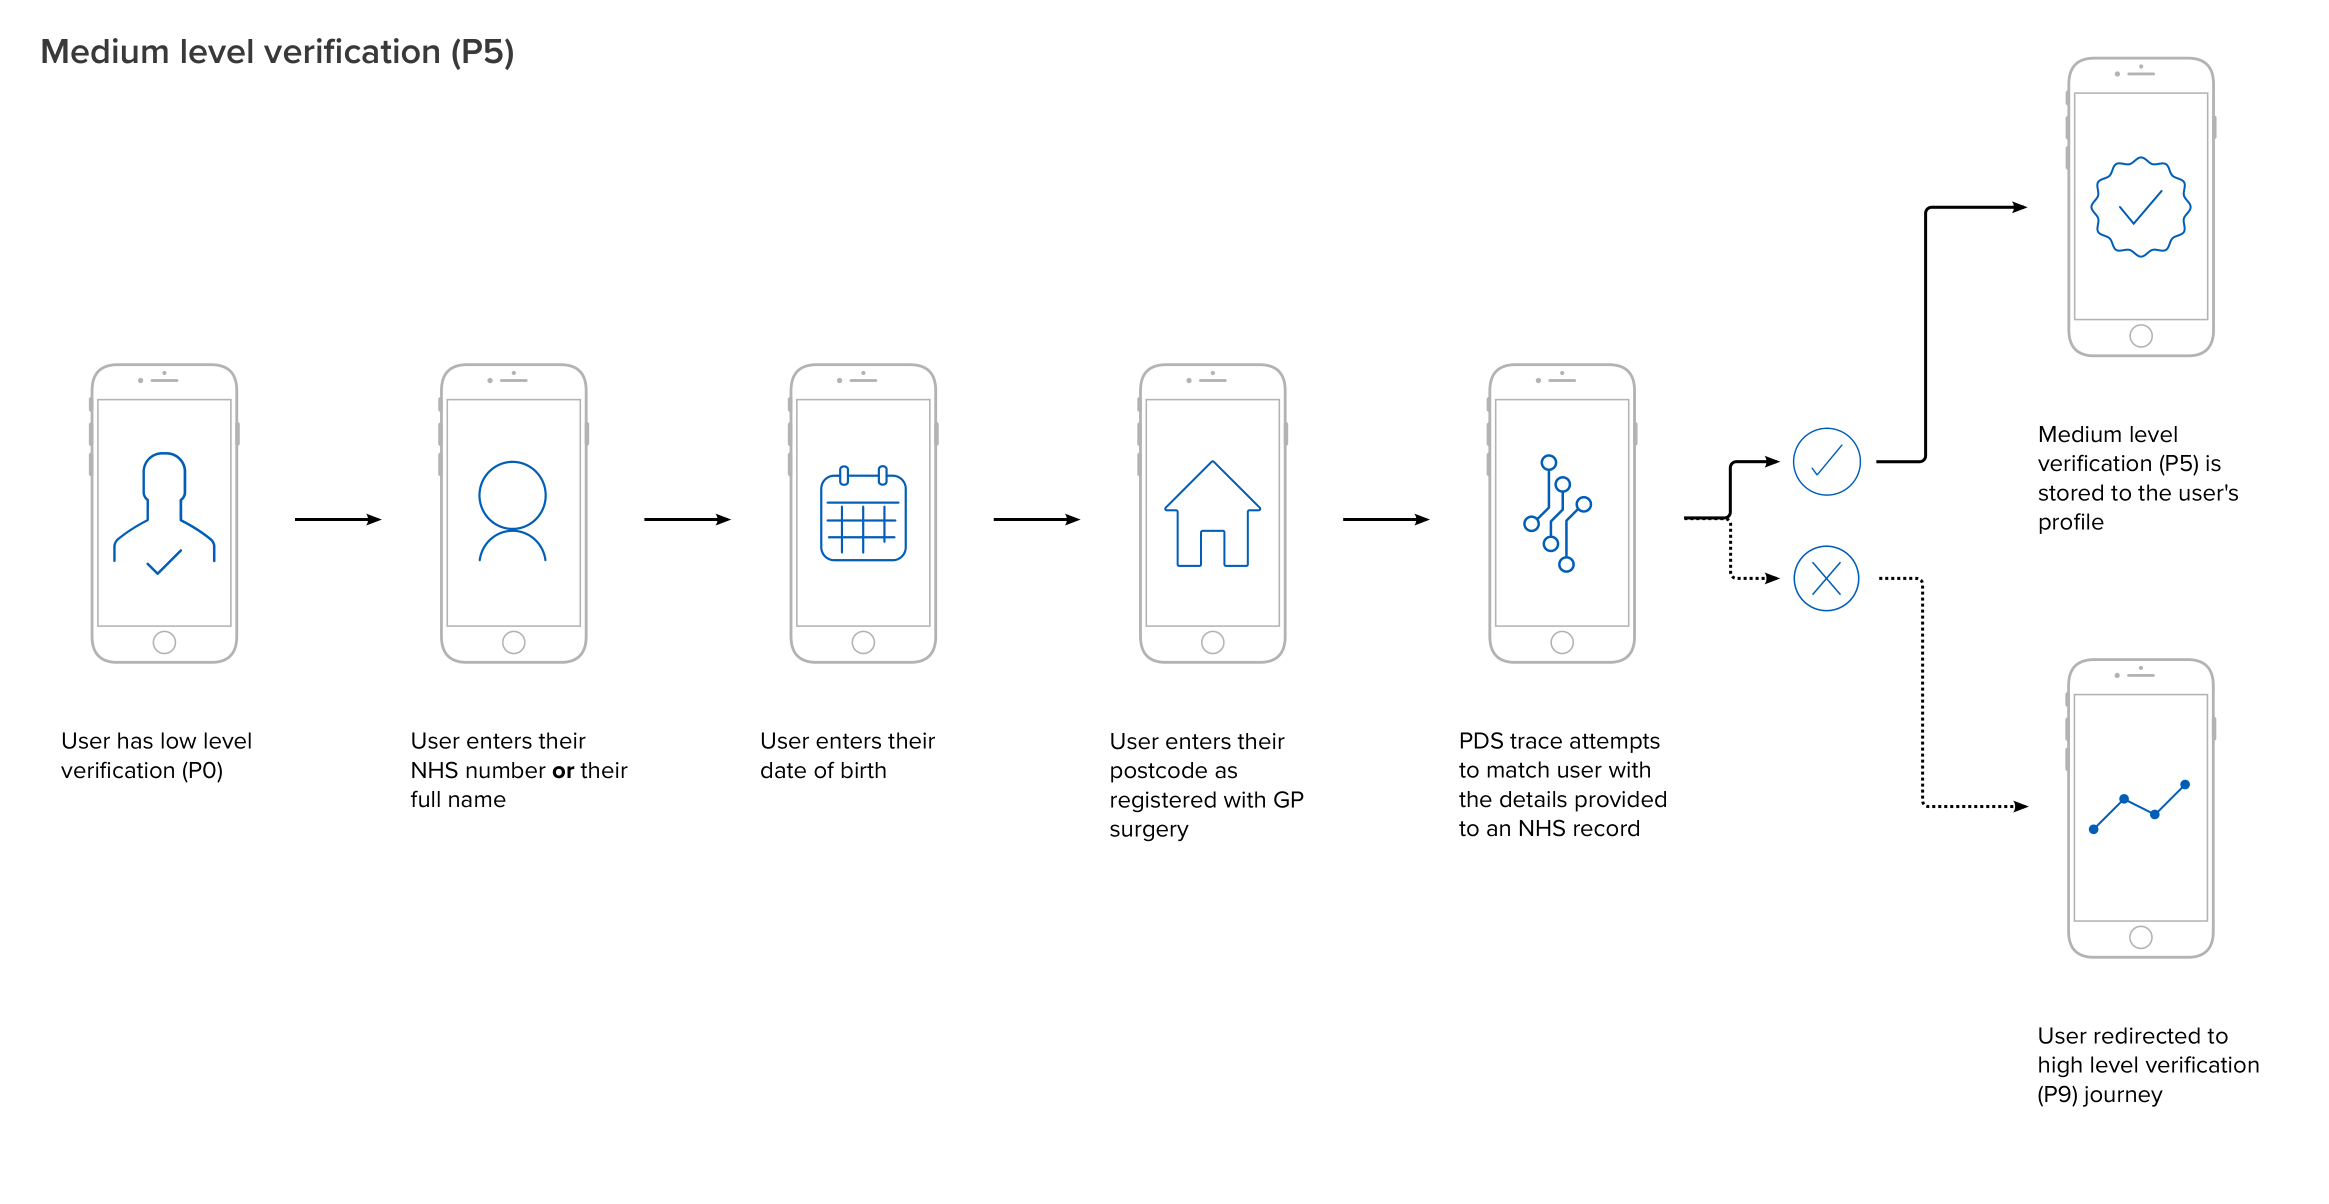 Medium level verification (P5)
User has low level
verification (P0)
User enters their
NHS number or their
full name
User enters their
date of birth
User enters their
postcode as
registered with GP
surgery
PDS trace attempts
to match user with
the details provided
to an NHS record
Medium level
verification (P5) is
stored to the user's
profile
User redirected to
high level verification
(P9) journey